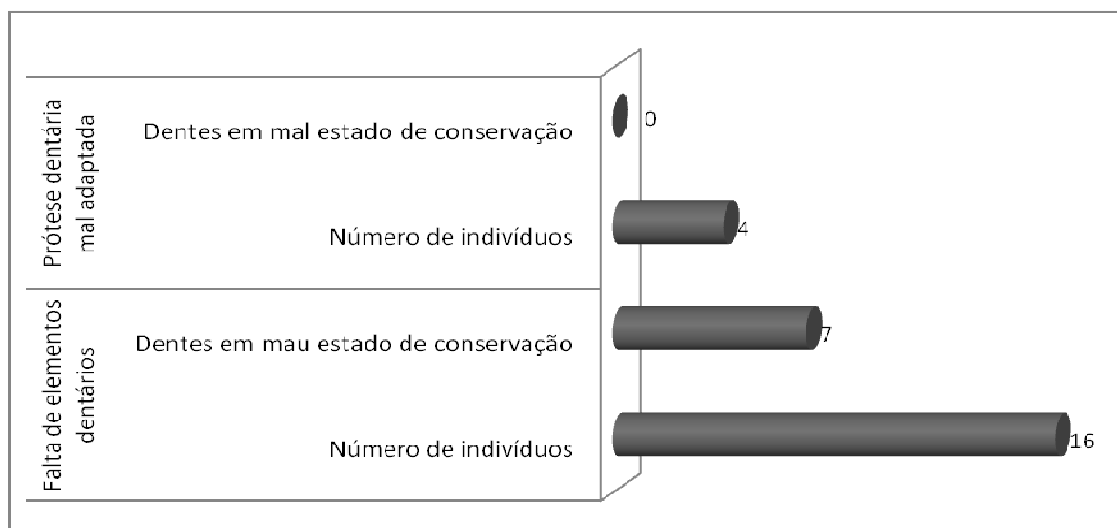 Prótese dentária
mal adaptada
Dentes em mal estado de conservação
0
Número de indivíduos
4
Falta de elementos
dentários
Dentes em mau estado de conservação
7
Número de indivíduos
16